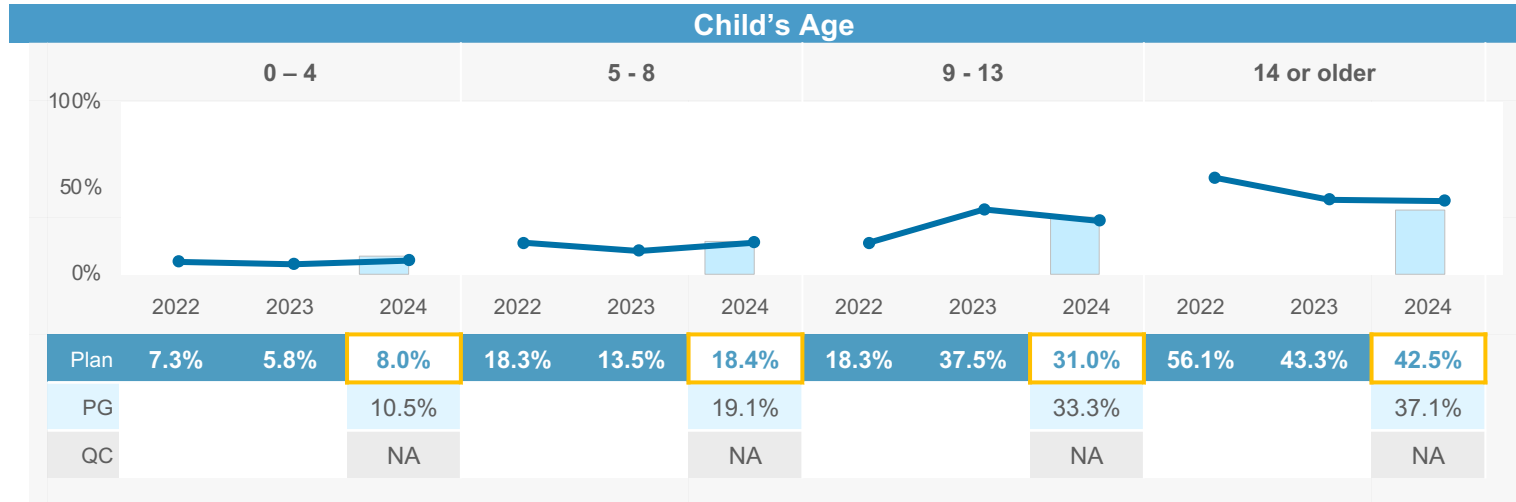 Child’s Age
0 – 4 5 - 8 9 - 13 14 or older
100%
50%
0%
2022 2023 2024 2022 2023 2024 2022 2023 2024 2022 2023 2024
Plan 7.3% 5.8% 8.0% 18.3% 13.5% 18.4% 18.3% 37.5% 31.0% 56.1% 43.3% 42.5%
PG 10.5% 19.1% 33.3% 37.1%
QC NA NA NA NA